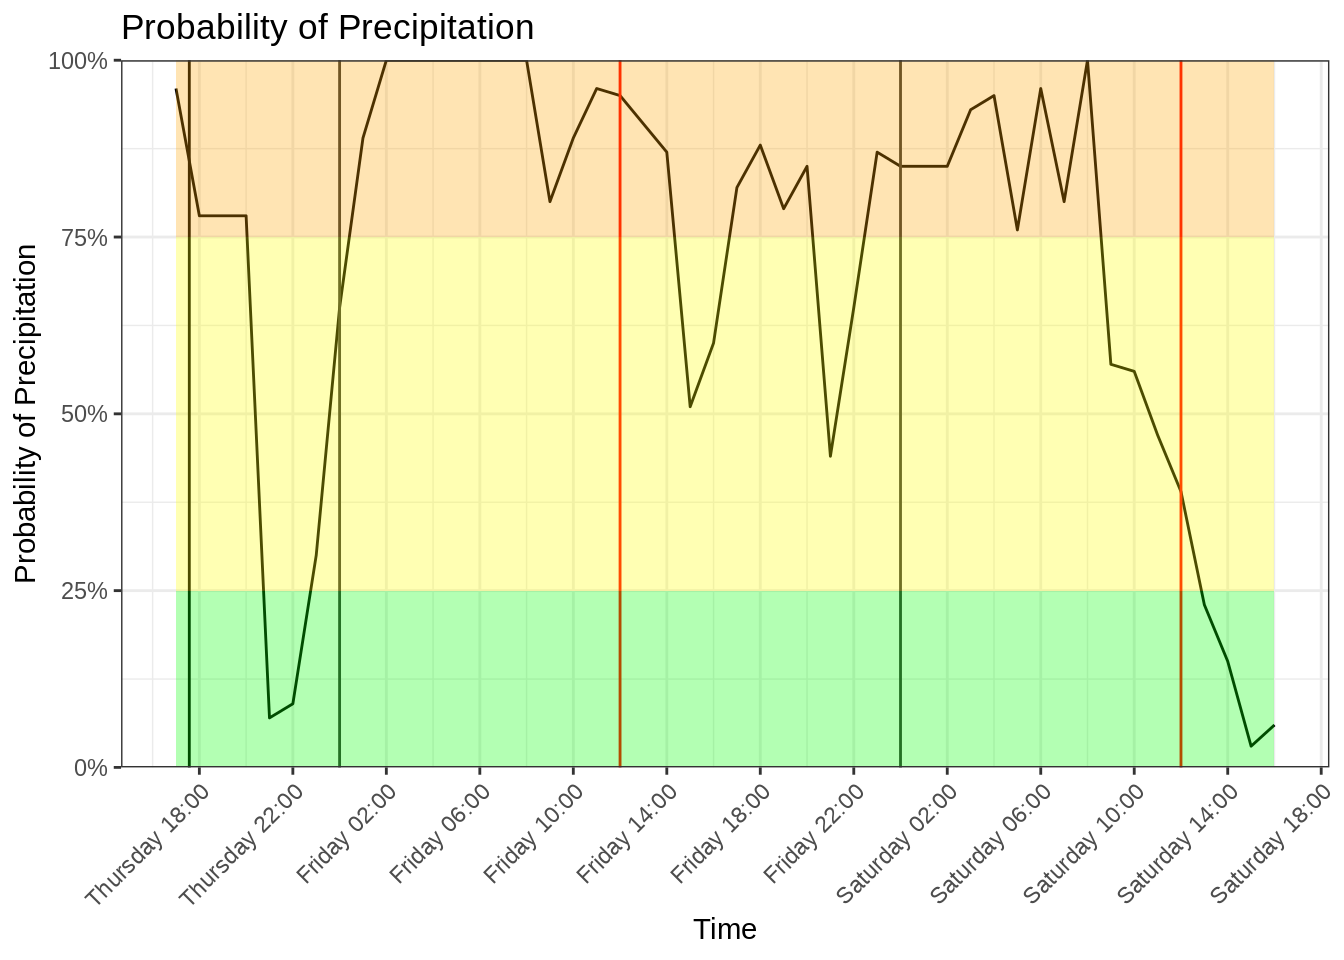 Probability of Precipitation
Probability of Precipitation
100%
75%
50%
25%
0%
Thursday 18:00
Thursday 22:00
Friday 02:00
Friday 06:00
Friday 10:00
Friday 14:00
Friday 18:00
Friday 22:00
Saturday 02:00
Saturday 06:00
Saturday 10:00
Saturday 14:00
Saturday 18:00
Time